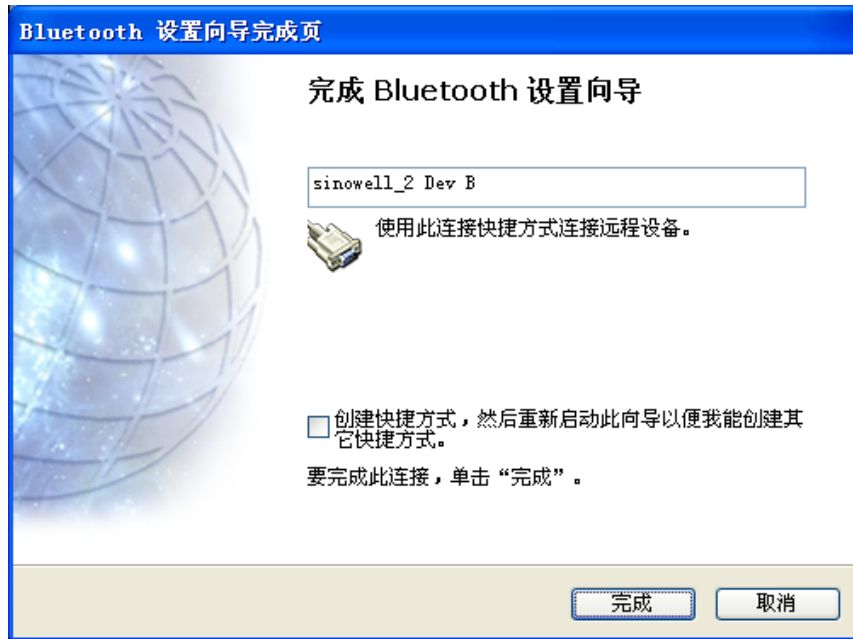 Bluetooth 设置向导完成页
完成 Bluetooth 设置向导
sinowell_2 Dev B
使用此连接快捷方式连接远程设备。
创建快捷方式，然后重新启动此向导以便我能创建其
它快捷方式。
要完成此连接，单击“完成”。
完成
取消